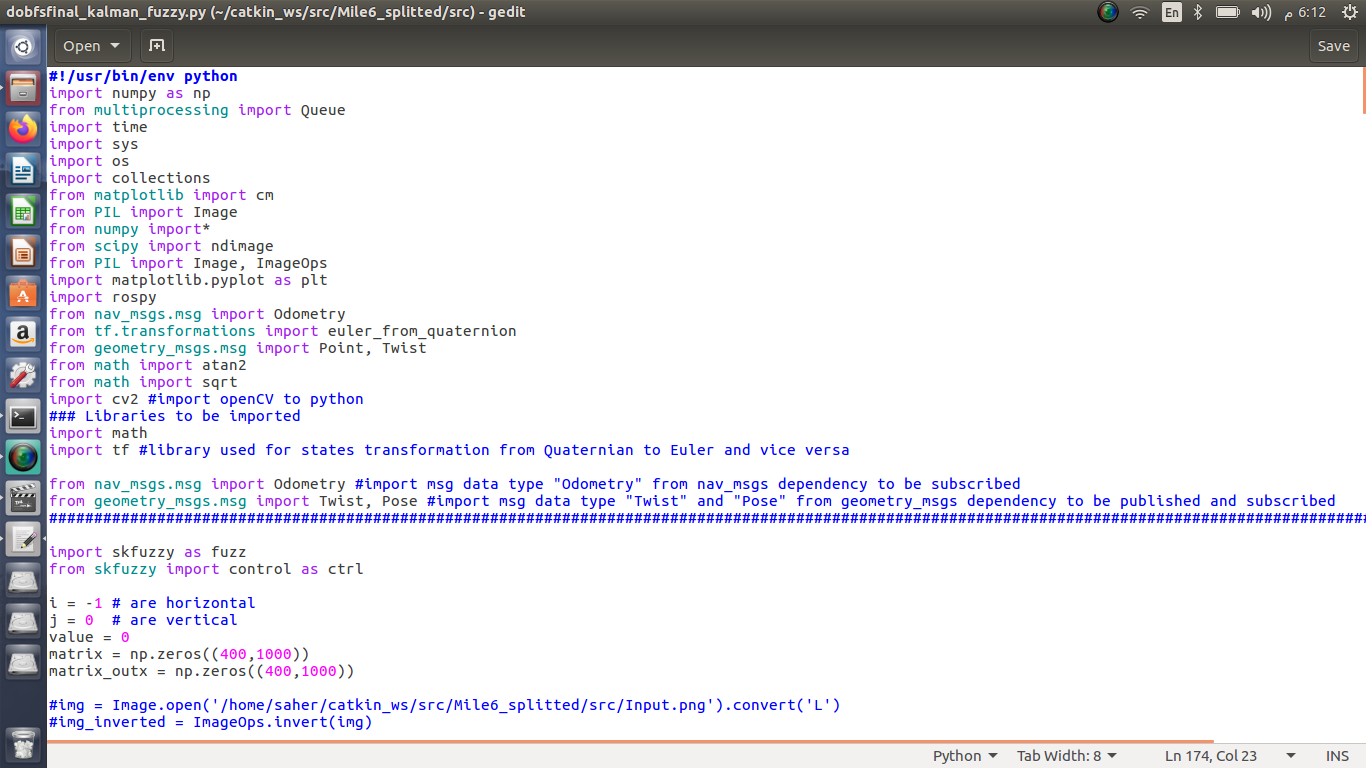 dobfsfinal_kalman_fuzzy.py (~/catkin_ws/src/Mile6_splitted/src) - gedit
En
6:12 م
Open
Save
#!/usr/bin/env python
import numpy as np
from multiprocessing import Queue
import time
import sys
import os
import collections
from matplotlib import cm
from PIL import Image
from numpy import*
from scipy import ndimage
from PIL import Image, ImageOps
import matplotlib.pyplot as plt
import rospy
from nav_msgs.msg import Odometry
from tf.transformations import euler_from_quaternion
from geometry_msgs.msg import Point, Twist
from math import atan2
from math import sqrt
import cv2 #import openCV to python
### Libraries to be imported
import math
import tf #library used for states transformation from Quaternian to Euler and vice versa
from nav_msgs.msg import Odometry #import msg data type "Odometry" from nav_msgs dependency to be subscribed
from geometry_msgs.msg import Twist, Pose #import msg data type "Twist" and "Pose" from geometry_msgs dependency to be published and subscribed
##################################################################################################################################################
import skfuzzy as fuzz
from skfuzzy import control as ctrl
i = -1 # are horizontal
j = 0  # are vertical
value = 0
matrix = np.zeros((400,1000))
matrix_outx = np.zeros((400,1000))
#img = Image.open('/home/saher/catkin_ws/src/Mile6_splitted/src/Input.png').convert('L')
#img_inverted = ImageOps.invert(img)
Python
Tab Width: 8
Ln 174, Col 23
INS